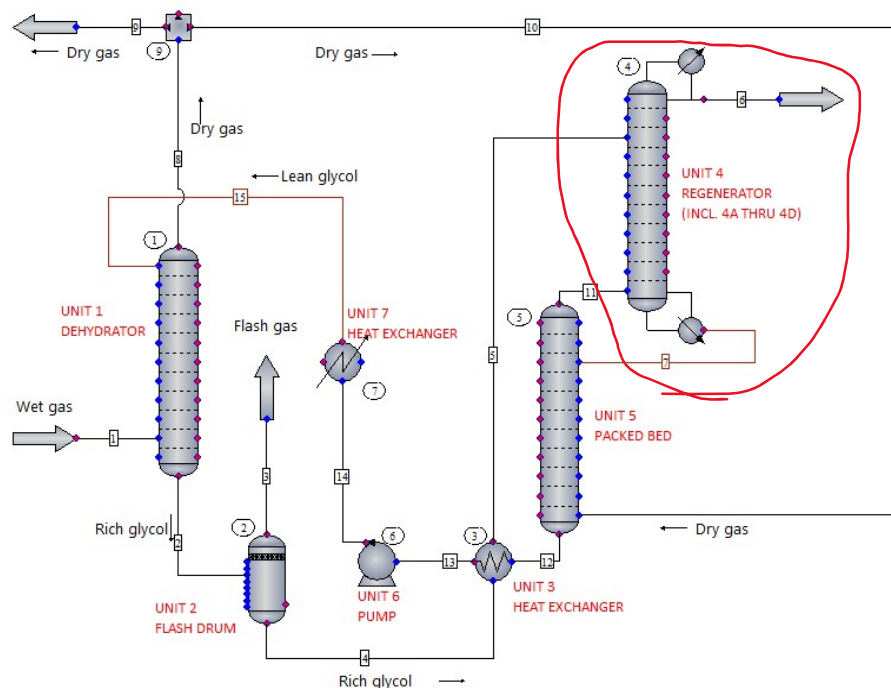 9
10
Dry gas
9
Dry gas
4
6
Dry gas
8
UNIT 4
REGENERATOR
(INCL. 4A THRU 4D)
Lean glycol
15
1
11
UNIT 1
DEHYDRATOR
Flash gas
UNIT 7
HEAT EXCHANGER
5
5
7
7
Wet gas
UNIT 5
PACKED BED
1
3
14
Rich glycol
2
2
6
3
Dry gas
13
12
UNIT 2
FLASH DRUM
UNIT 6
PUMP
UNIT 3
HEAT EXCHANGER
4
Rich glycol